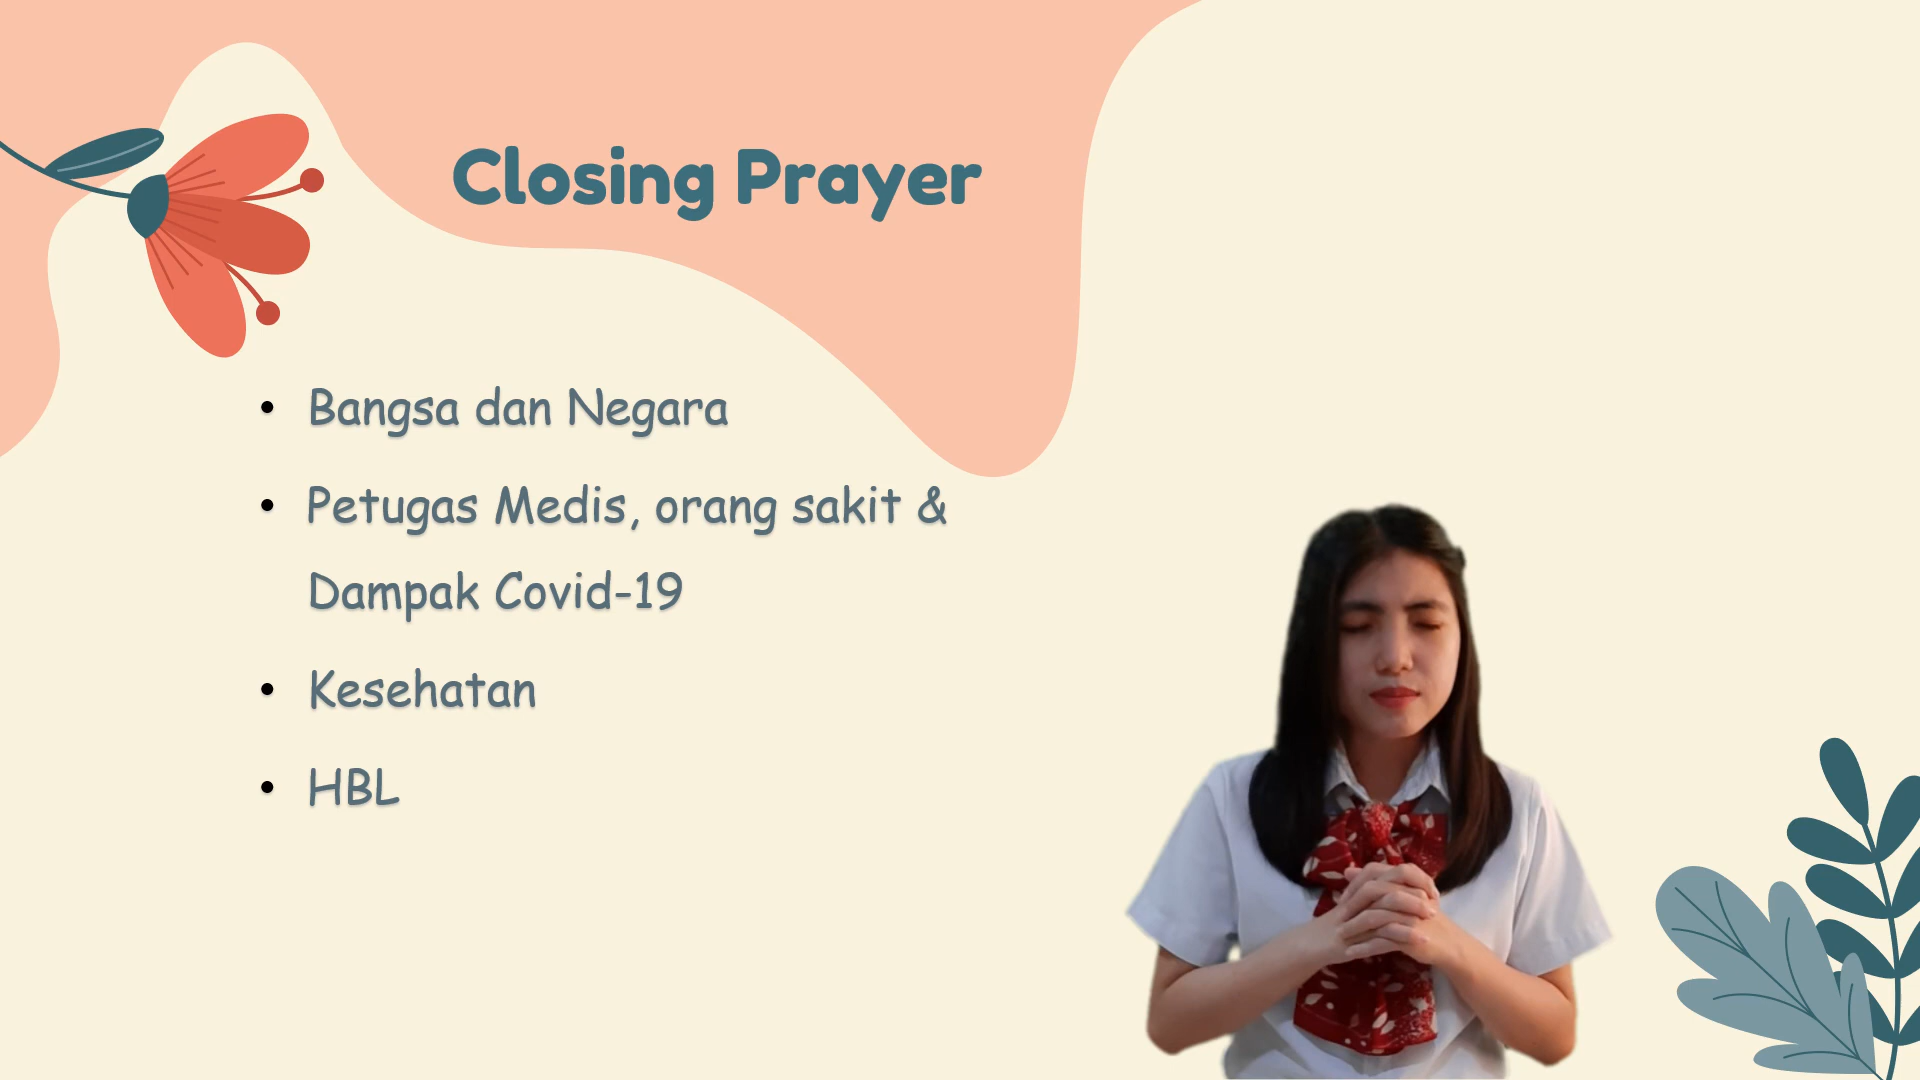 Closing Prayer
• Bangsa dan Negara
• Petugas Medis, orang sakit &
Dampak Covid-19
• Kesehatan
• HBL